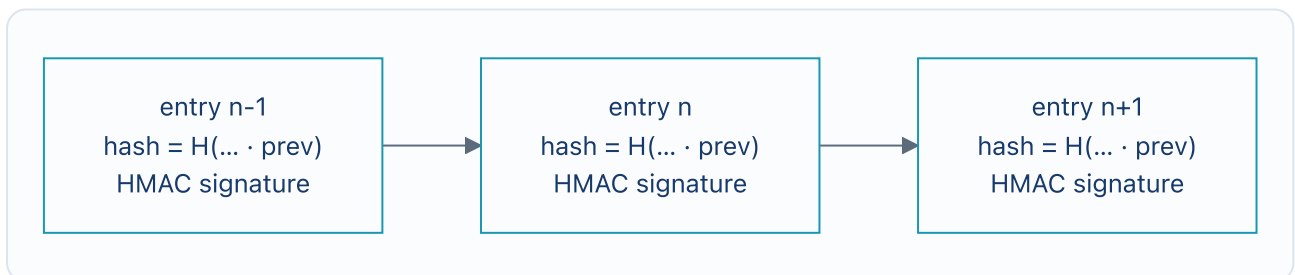 entry n-1
hash = H(... · prev)
HMAC signature
entry n
hash = H(... · prev)
HMAC signature
entry n+1
hash = H(... · prev)
HMAC signature